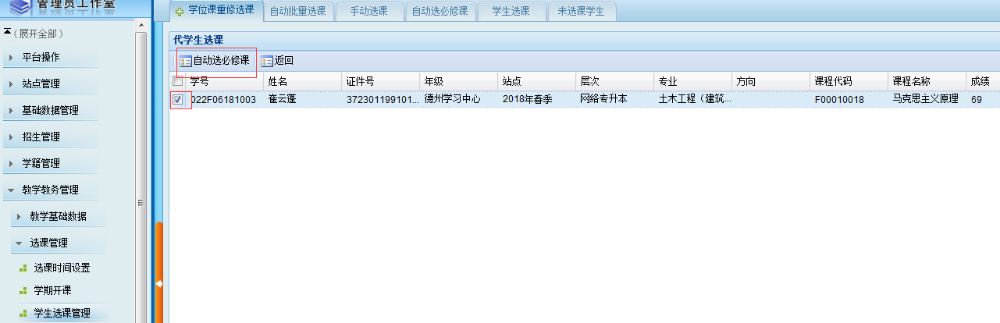 管理员工作室
(展开全部)
平台操作
站点管理
基础数据管理
招生管理
学籍管理
教学教务管理
教学基础数据
选课管理
选课时间设置
学期开课
学生选课管理
学位课重修选课 自动批量选课 手动选课 自动选必修课 学生选课 未选课学生
代学生选课
自动选必修课 返回
学号 姓名 证件号 年级 站点 层次 专业 方向 课程代码 课程名称 成绩
022F06181003 崔云蓬 372301199101... 德州学习中心 2018年春季 网络专升本 土木工程（建筑... F00010018 马克思主义原理 69